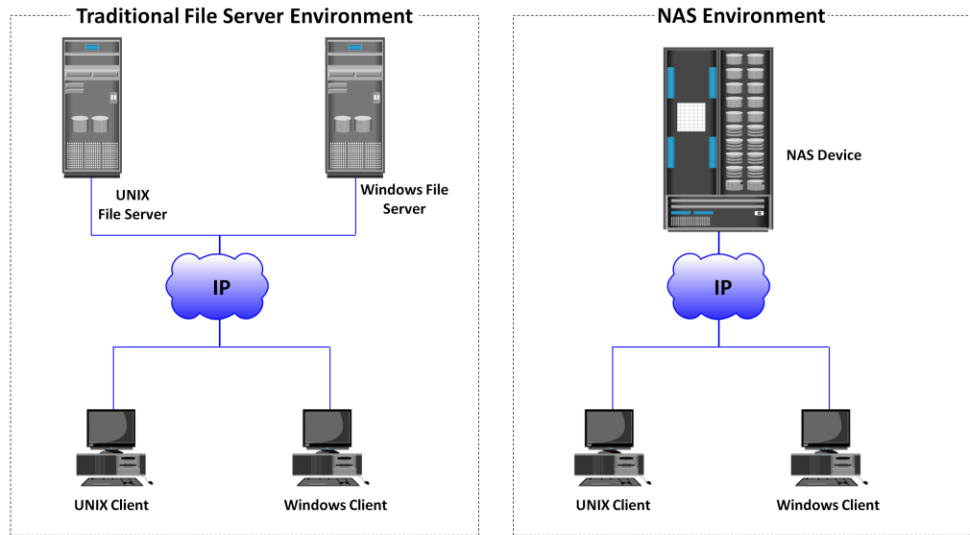 Traditional File Server Environment
UNIX
File Server
Windows File
Server
IP
UNIX Client
Windows Client
NAS Environment
NAS Device
IP
UNIX Client
Windows Client